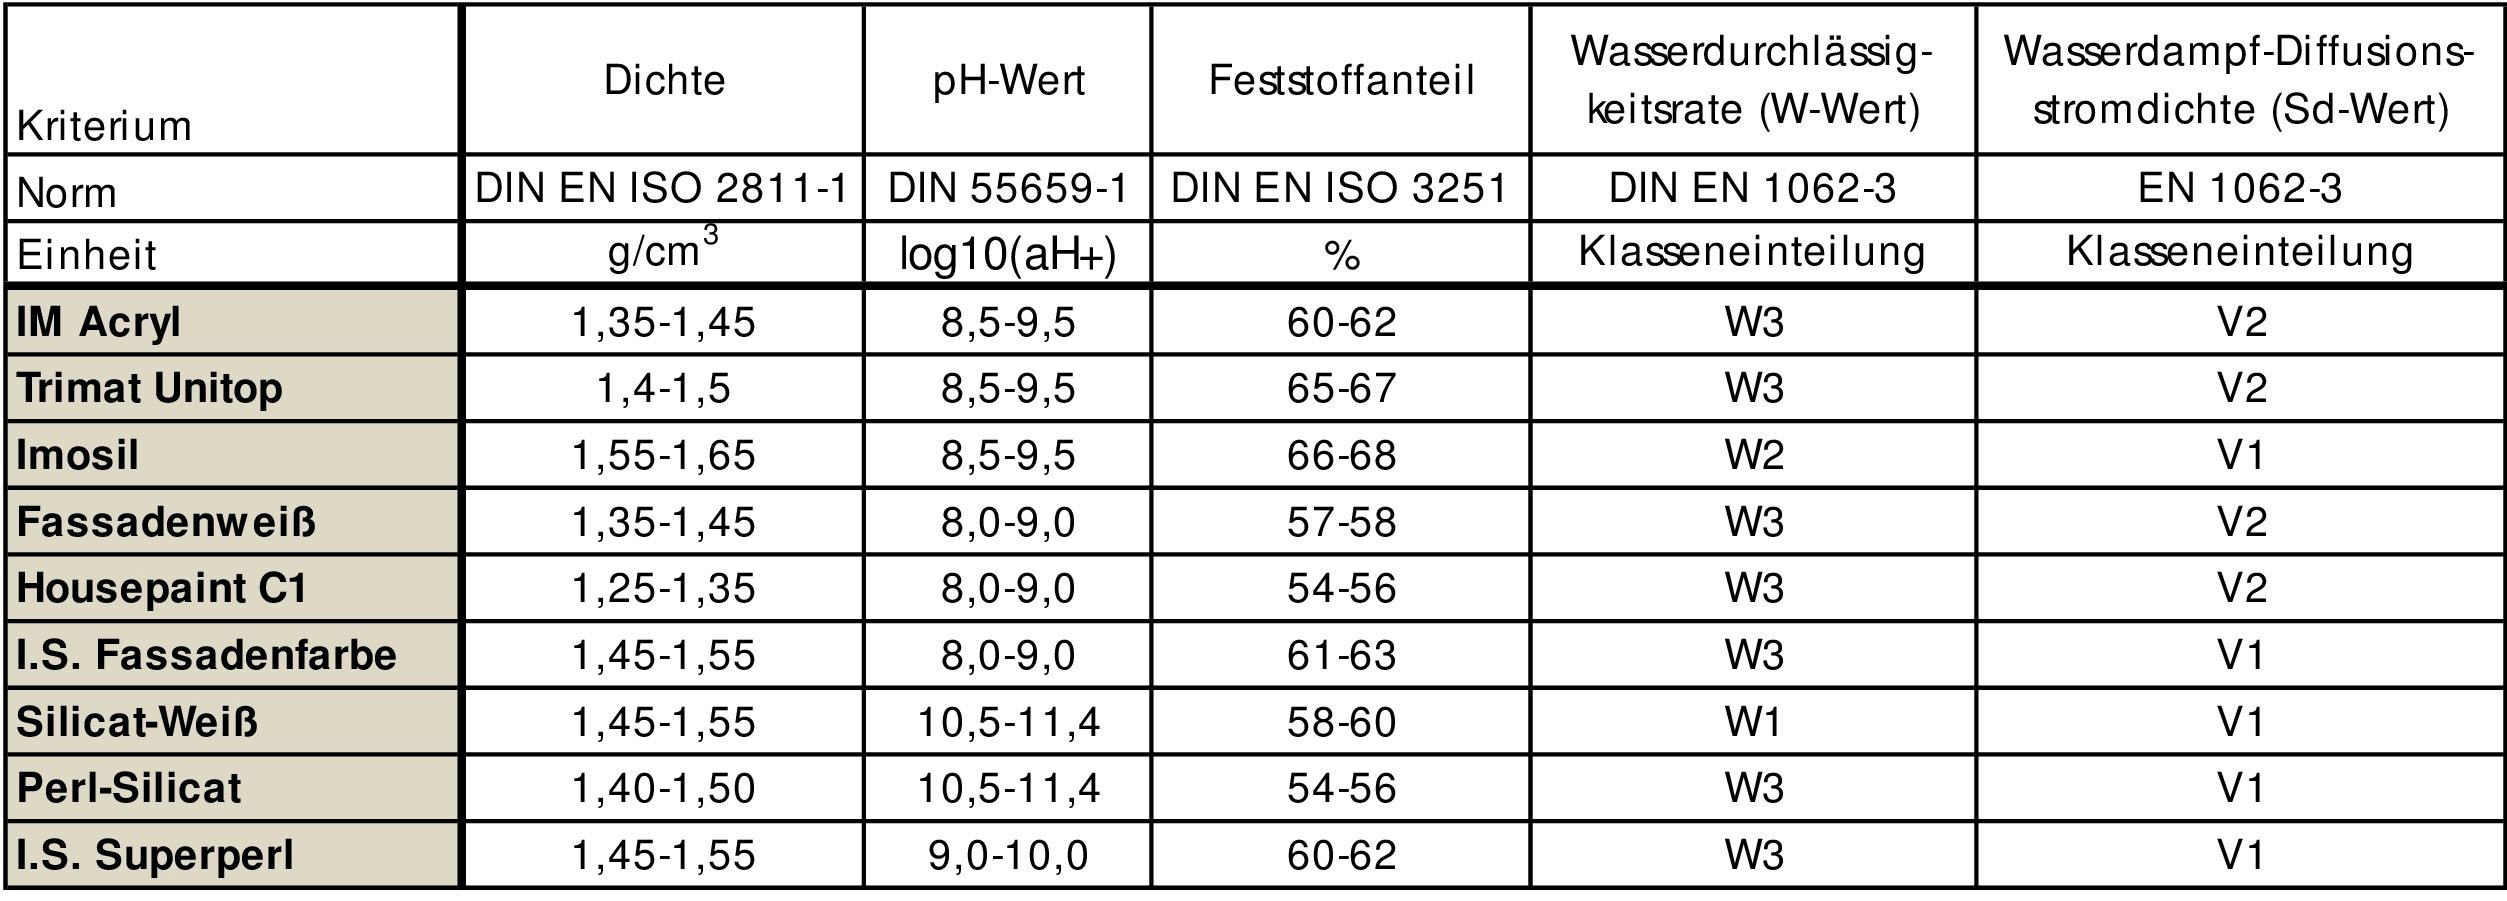 Kriterium Dichte pH-Wert Feststoffanteil Wasserdurchlässig- Wasserdampf-Diffusions-
keitsrate (W-Wert) stromdichte (Sd-Wert)
Norm DIN EN ISO 2811-1 DIN 55659-1 DIN EN ISO 3251 DIN EN 1062-3 EN 1062-3
Einheit g/cm³ log10(aH+) % Klasseneinteilung Klasseneinteilung
IM Acryl 1,35-1,45 8,5-9,5 60-62 W3 V2
Trimat Unitop 1,4-1,5 8,5-9,5 65-67 W3 V2
Imosil 1,55-1,65 8,5-9,5 66-68 W2 V1
Fassadenweiß 1,35-1,45 8,0-9,0 57-58 W3 V2
Housepaint C1 1,25-1,35 8,0-9,0 54-56 W3 V2
I.S. Fassadenfarbe 1,45-1,55 8,0-9,0 61-63 W3 V1
Silicat-Weiß 1,45-1,55 10,5-11,4 58-60 W1 V1
Perl-Silicat 1,40-1,50 10,5-11,4 54-56 W3 V1
I.S. Superperl 1,45-1,55 9,0-10,0 60-62 W3 V1